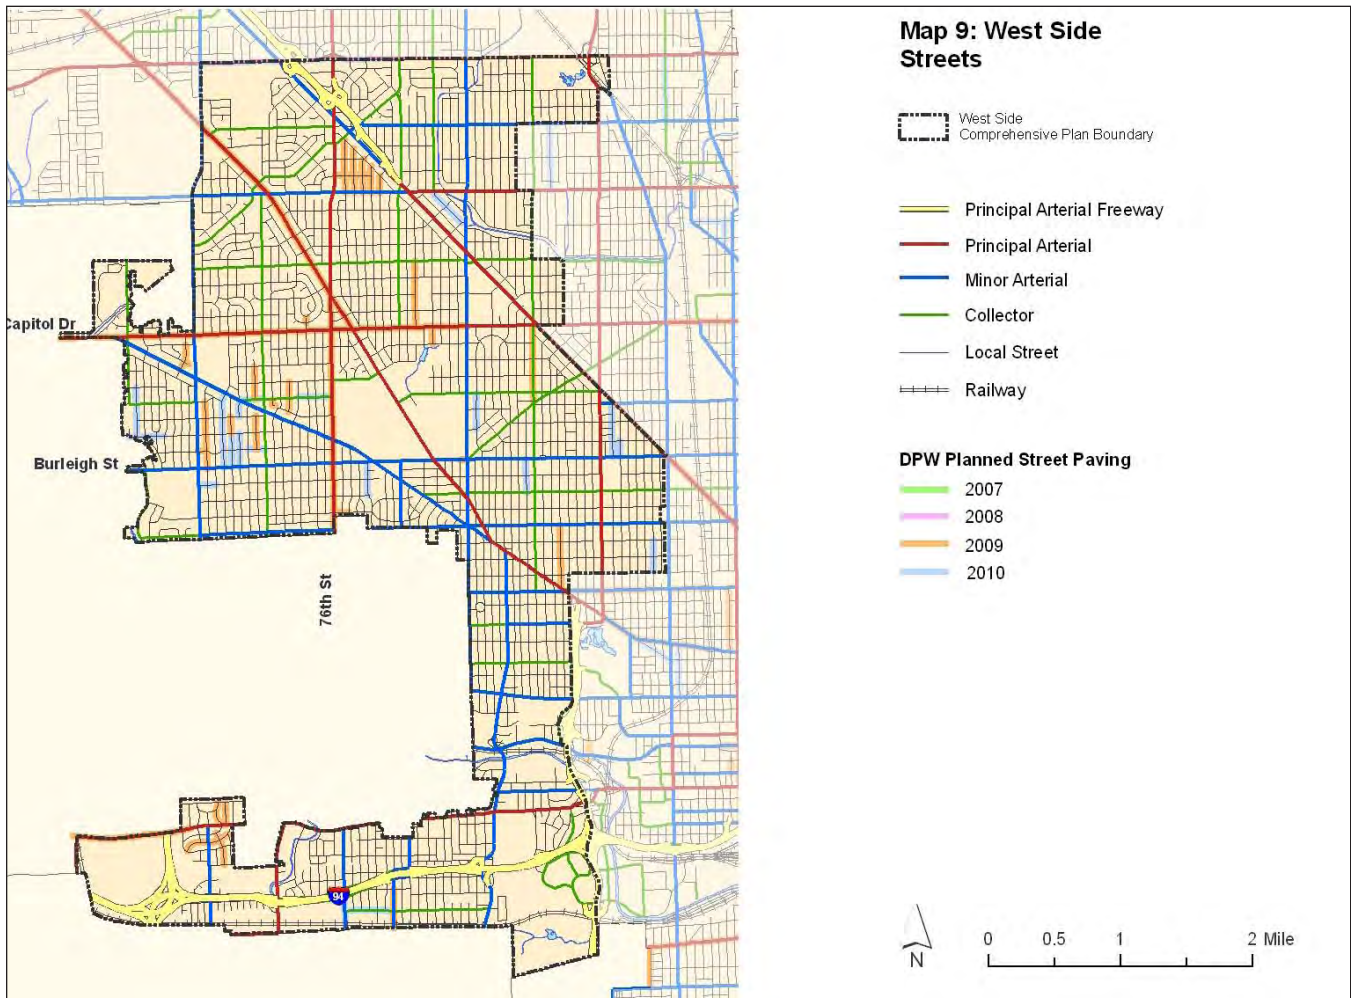 Map 9: West Side
Streets
West Side
Comprehensive Plan Boundary
Principal Arterial Freeway
Principal Arterial
Minor Arterial
Collector
Local Street
Railway
DPW Planned Street Paving
2007
2008
2009
2010
Capitol Dr
Burleigh St
76th St
94
N
0 0.5 1 2 Mile